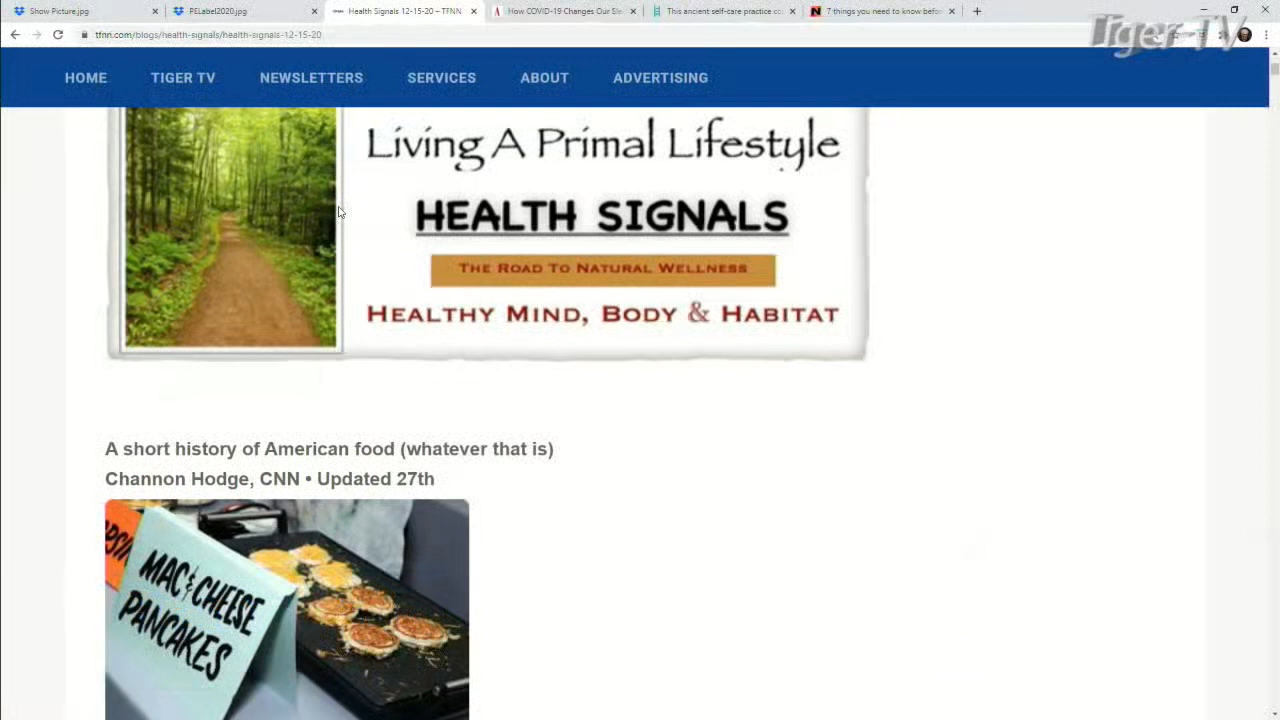 Show Picture.jpg
PELabel2020.jpg
Health Signals 12-15-20 – TFNN
How COVID-19 Changes Our Sle
This ancient self-care practice co
7 things you need to know befor
tfnn.com/blogs/health-signals/health-signals-12-15-20
Tiger TV
HOME TIGER TV NEWSLETTERS SERVICES ABOUT ADVERTISING
Living A Primal Lifestyle
HEALTH SIGNALS
THE ROAD TO NATURAL WELLNESS
HEALTHY MIND, BODY & HABITAT
A short history of American food (whatever that is)
Channon Hodge, CNN • Updated 27th
MAC & CHEESE
PANCAKES